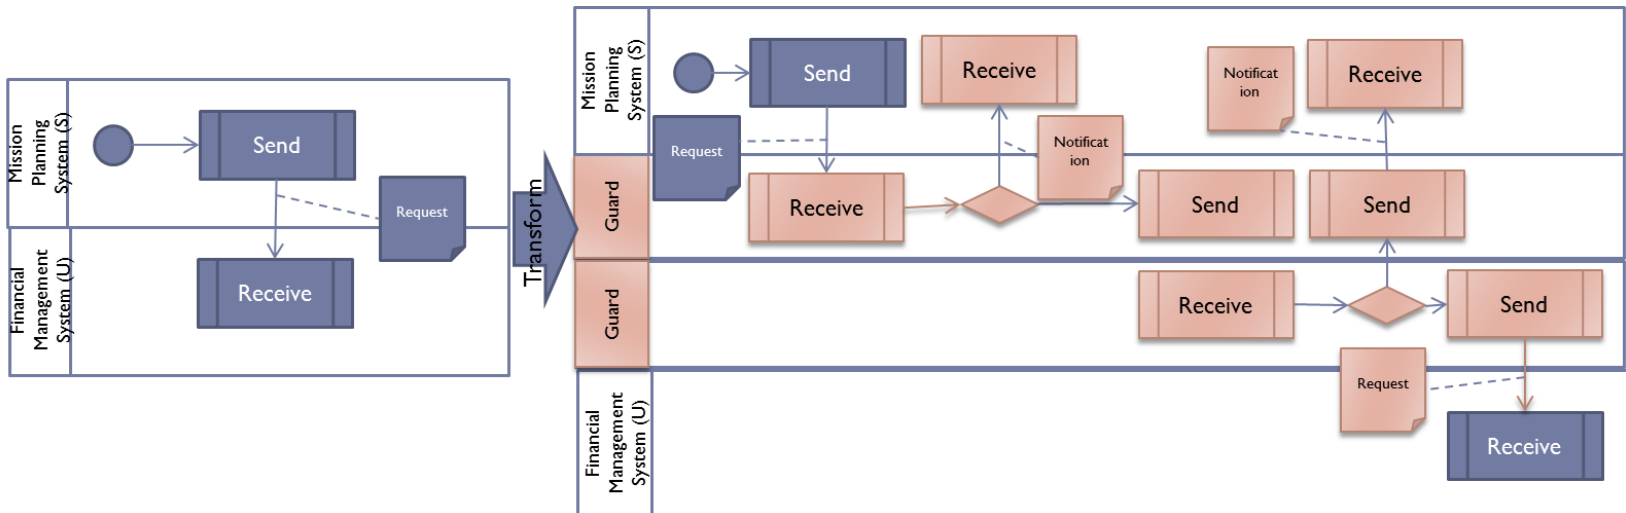 Mission
Planning
System (S)
Send
Request
Financial
Management
System (U)
Receive
Transform
Mission
Planning
System (S)
Send
Receive
Notificat
ion
Receive
Request
Notificat
ion
Guard
Receive
Send
Send
Guard
Receive
Send
Request
Financial
Management
System (U)
Receive